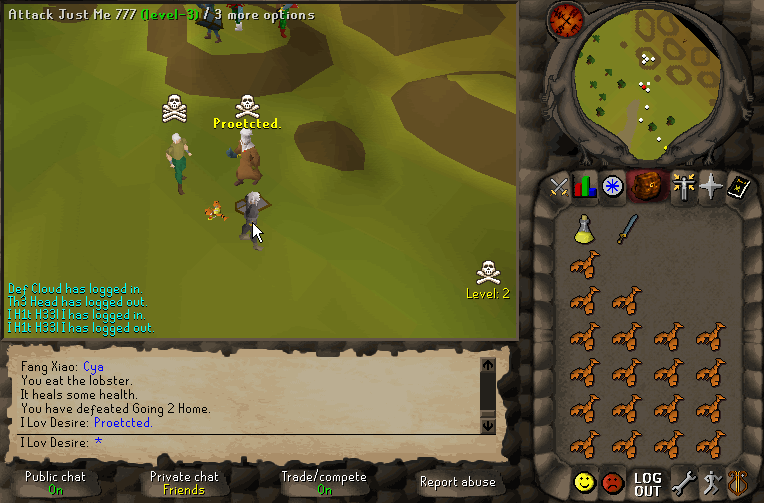 Attack Just Me 777 (level-3) / 3 more options
Proetcted.
Level: 2
Def Cloud has logged in.
Th3 Head has logged out.
I H1t H33l I has logged in.
I H1t H33l I has logged out.
Fang Xiao: Cya
You eat the lobster.
It heals some health.
You have defeated Going 2 Home.
I Lov Desire: Proetcted.
I Lov Desire: *
Public chat
On
Private chat
Friends
Trade/compete
On
Report abuse
LOG
OUT